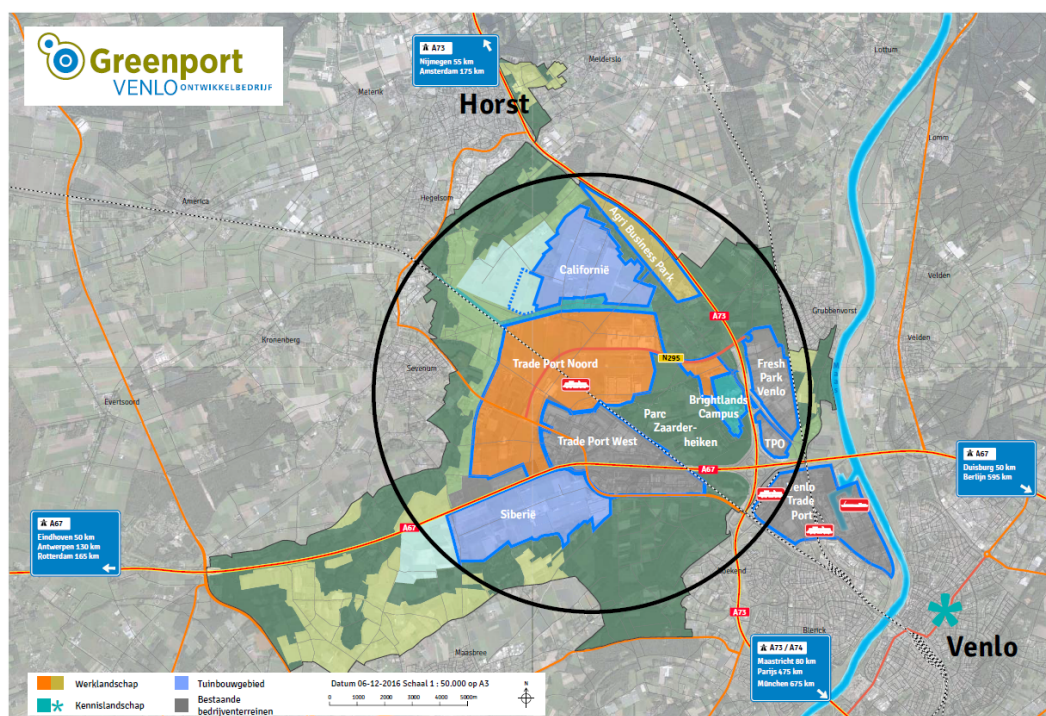 Greenport
VENLO ONTWIKKELBEDRIJF
A73
Nijmegen 55 km
Amsterdam 175 km
Horst
Melderslo
Lottum
Lomm
America
Hegelsom
Agri Business Park
Californië
A73
Velden
Grubbenvorst
Kronenberg
Sevenum
Trade Port Noord
N295
Fresh
Park
Venlo
Velden
Evertsoord
Brightlands
Campus
Parc
Zaarder-
heiken
Trade Port West
TPO
A67
A67
Duisburg 50 km
Berlijn 595 km
Venlo
Trade
Port
Siberië
A67
A67
Eindhoven 50 km
Antwerpen 130 km
Rotterdam 165 km
A73
Blerick
Venlo
Maasbree
A73 / A74
Maastricht 80 km
Parijs 475 km
München 675 km
Werklandschap
Tuinbouwgebied
Datum 06-12-2016 Schaal 1 : 50.000 op A3
Kennislandschap
Bestaande
bedrijventerreinen
0 1000 2000 3000 4000 5000m
N